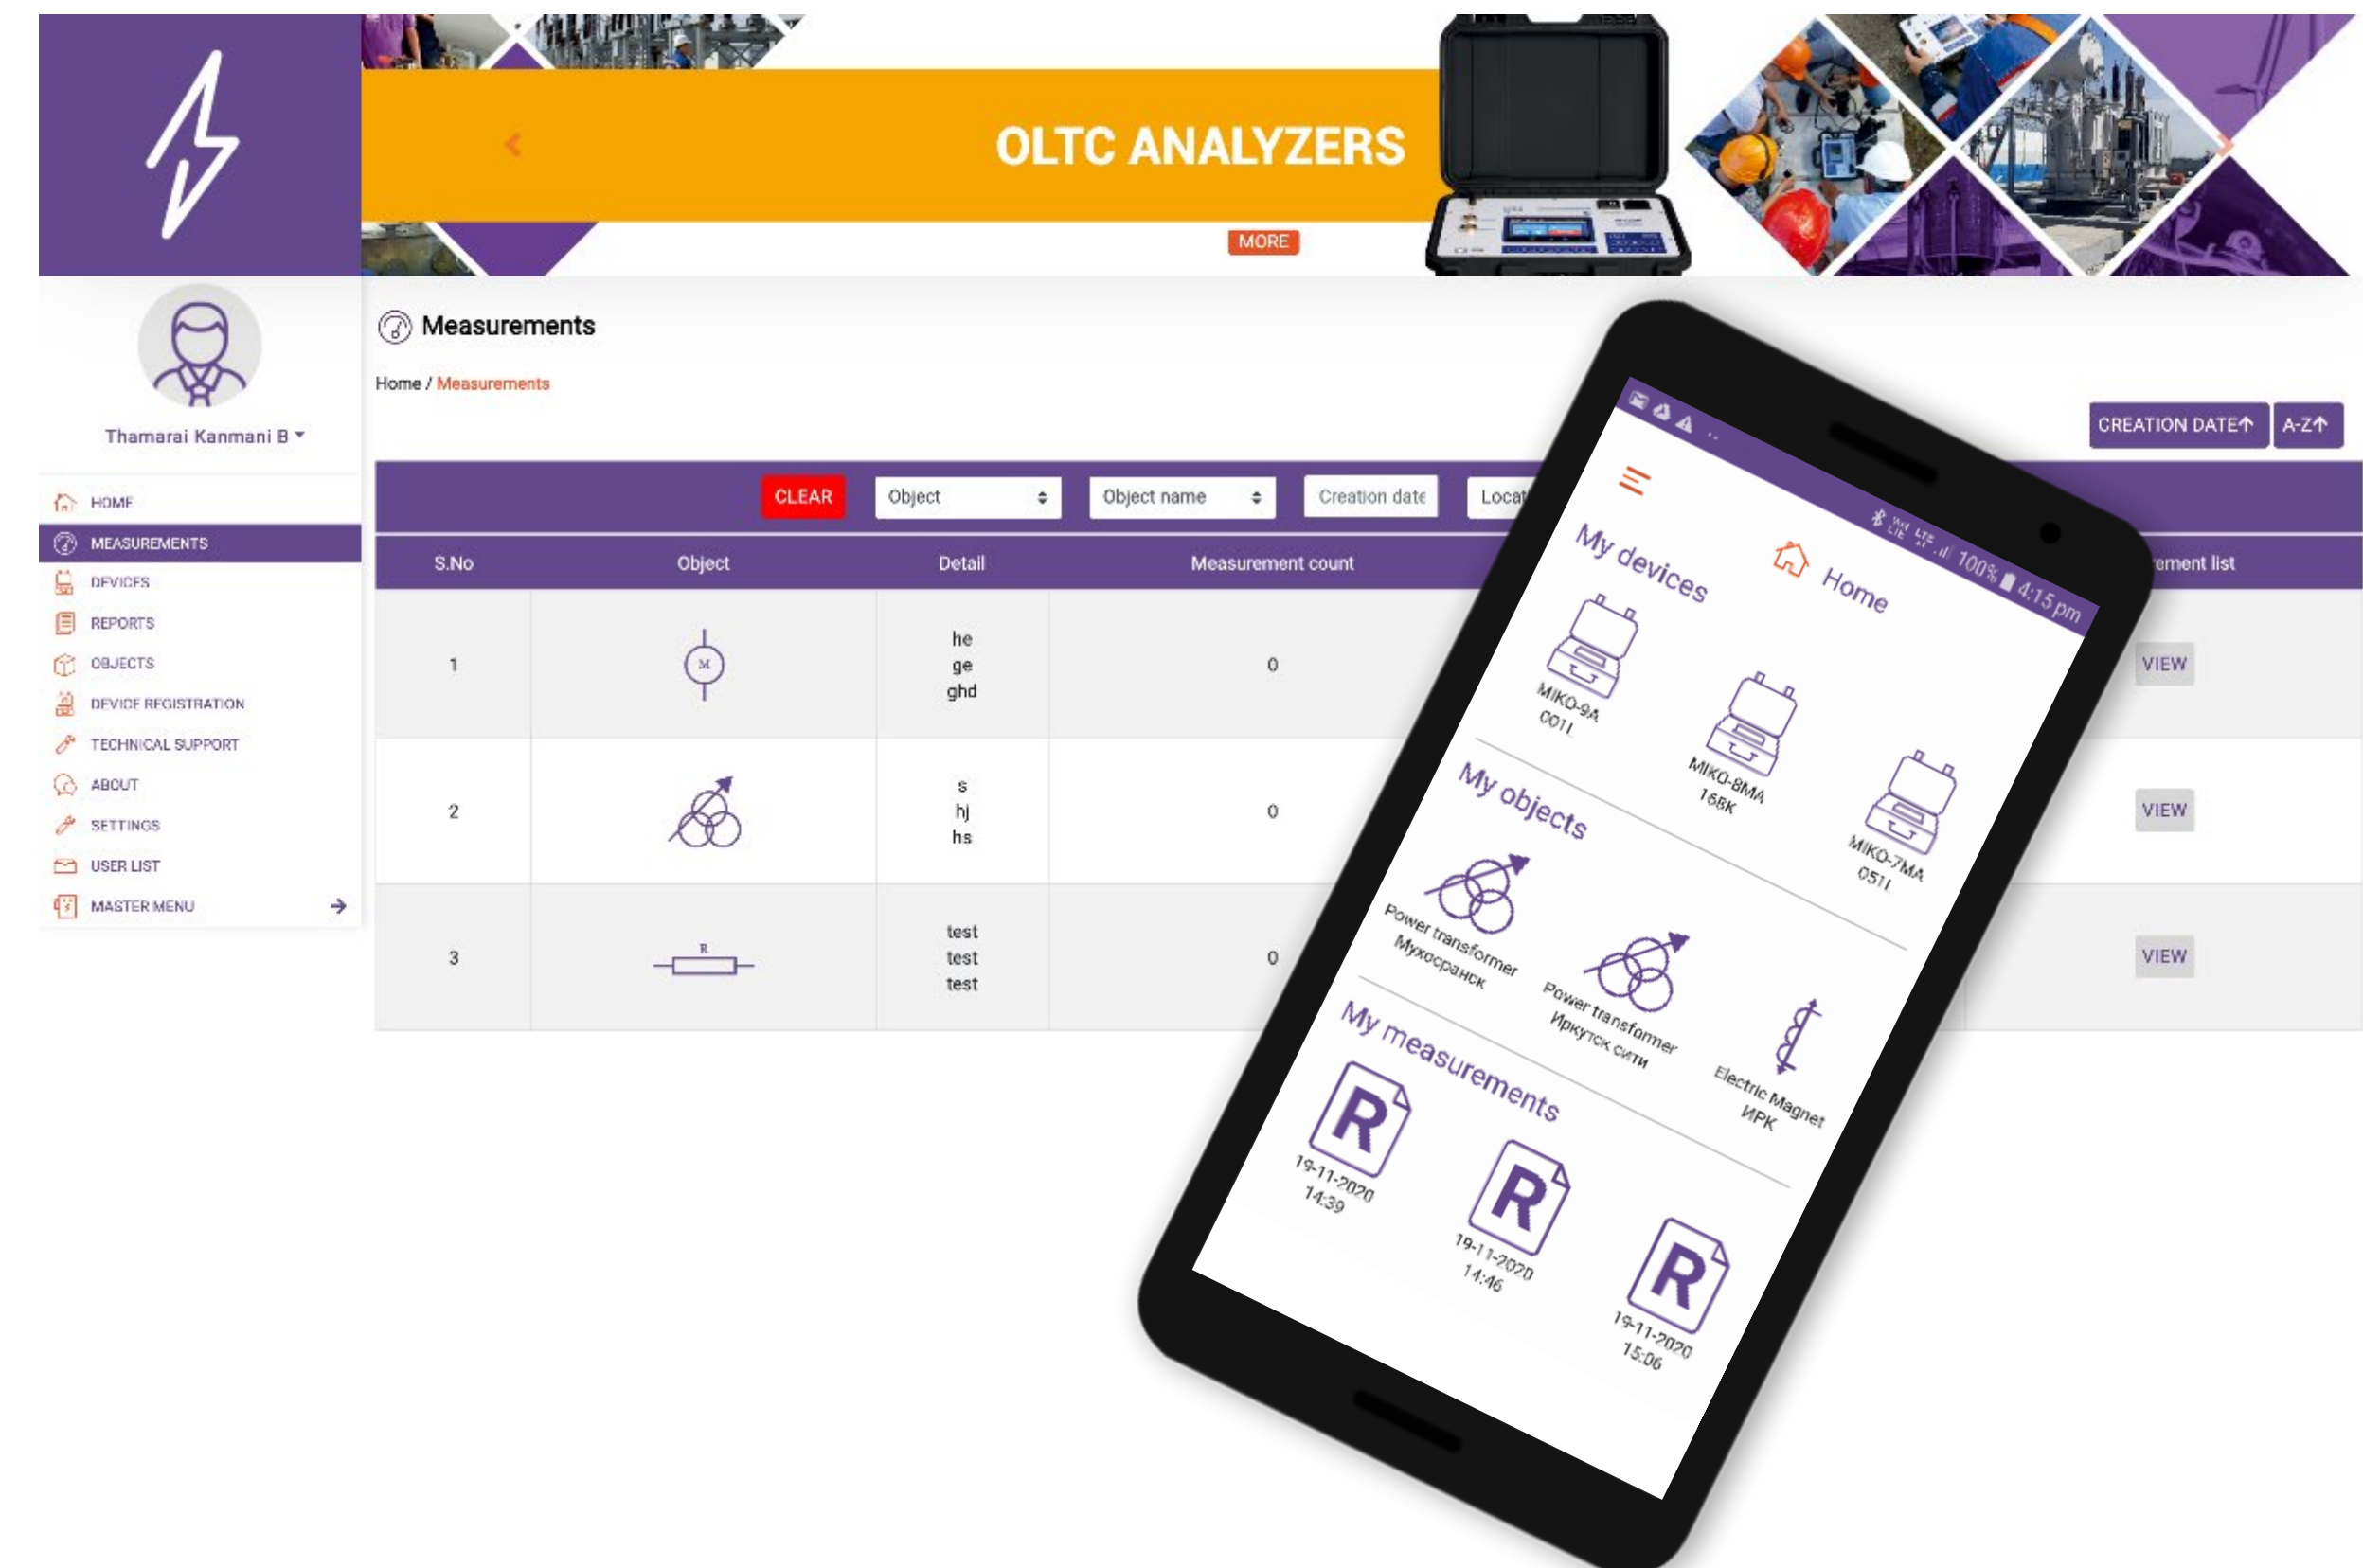 OLTC ANALYZERS
MORE
Measurements
Home / Measurements
Thamarai Kanmani B
CREATION DATE↑ A-Z↑
HOME
MEASUREMENTS
DEVICES
REPORTS
OBJECTS
DEVICE REGISTRATION
TECHNICAL SUPPORT
ABOUT
SETTINGS
USER LIST
MASTER MENU →
CLEAR Object Object name Creation date Locat
S.No Object Detail Measurement count ement list
1 M he 0 VIEW
ge
ghd
2 s 0 VIEW
hj
hs
3 R test 0 VIEW
test
test
100% 4:15 pm
Home
My devices
MIKO-9A
001L
MIKO-8MA
168K
MIKO-7MA
051L
My objects
Power transformer
Мухосранск
Power transformer
Иркутск сити
Electric Magnet
ИРК
My measurements
R
19-11-2020
14:39
R
19-11-2020
14:46
R
19-11-2020
15:06